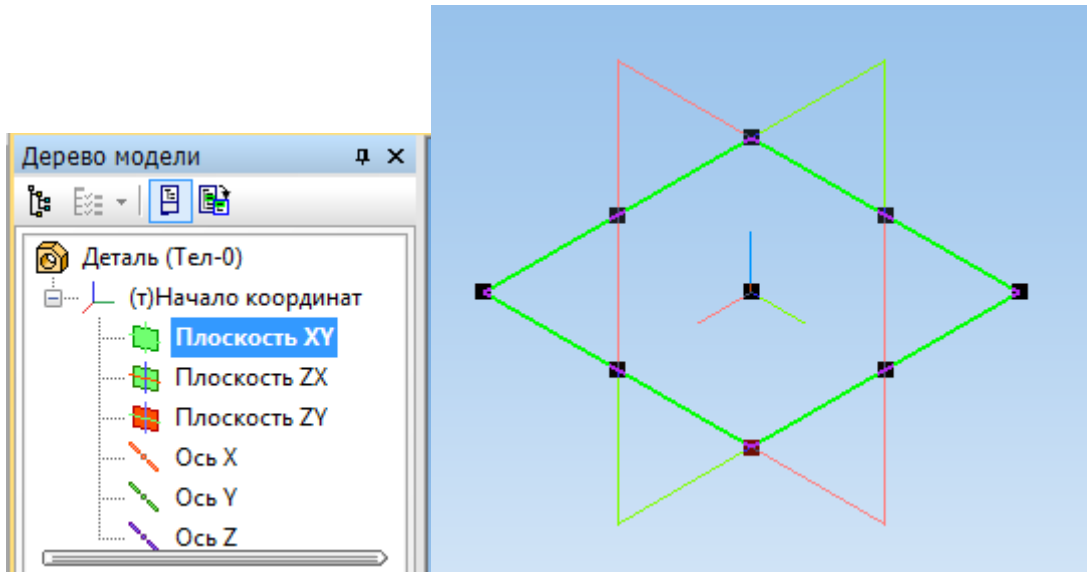 Дерево модели
Деталь (Тел-0)
(т)Начало координат
Плоскость XY
Плоскость ZX
Плоскость ZY
Ось X
Ось Y
Ось Z